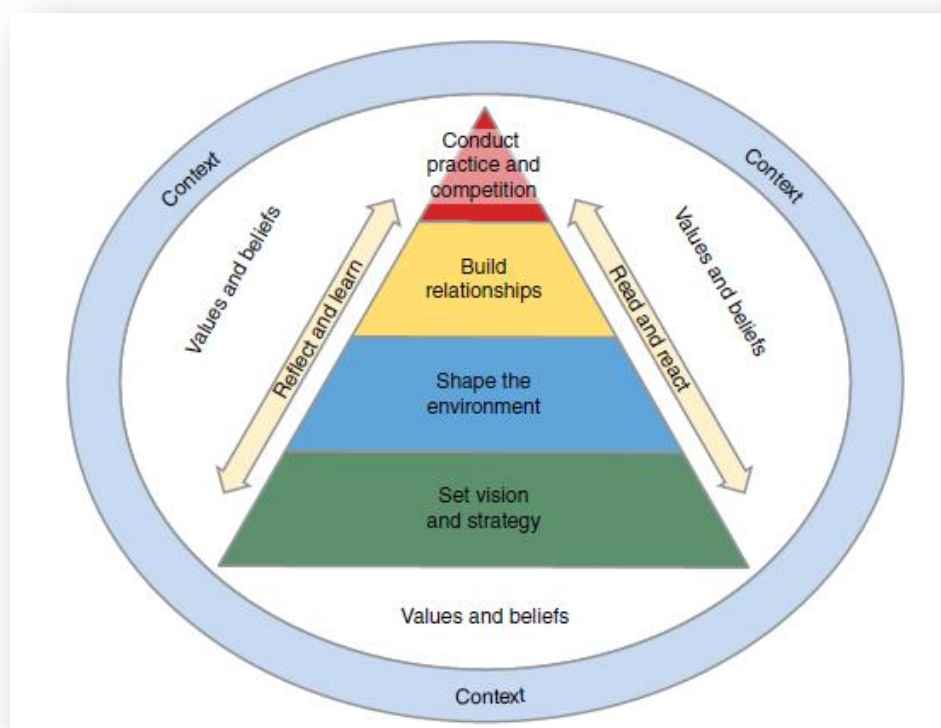 Context
Context
Conduct
practice and
competition
Values and beliefs
Values and beliefs
Reflect and learn
Read and react
Build
relationships
Shape the
environment
Set vision
and strategy
Values and beliefs
Context